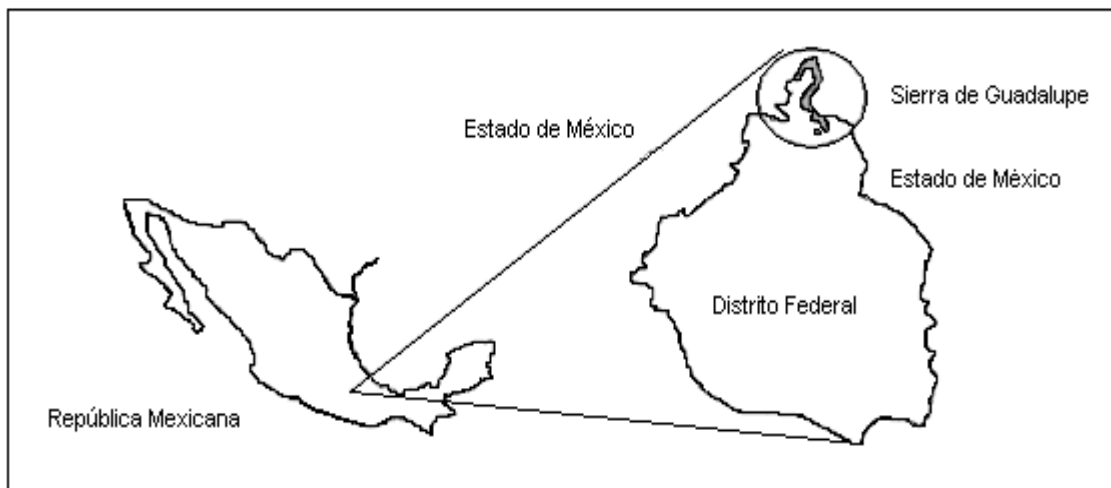 Sierra de Guadalupe
Estado de México
Estado de México
Distrito Federal
República Mexicana